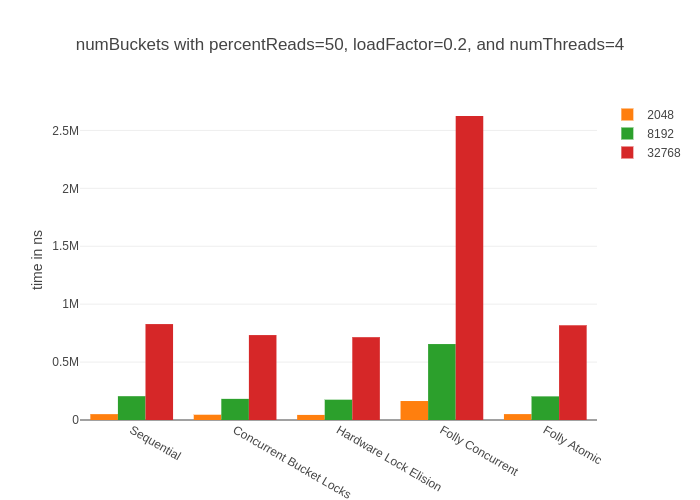 numBuckets with percentReads=50, loadFactor=0.2, and numThreads=4
2048
8192
32768
time in ns
2.5M
2M
1.5M
1M
0.5M
0
Sequential
Concurrent Bucket Locks
Hardware Lock Elision
Folly Concurrent
Folly Atomic